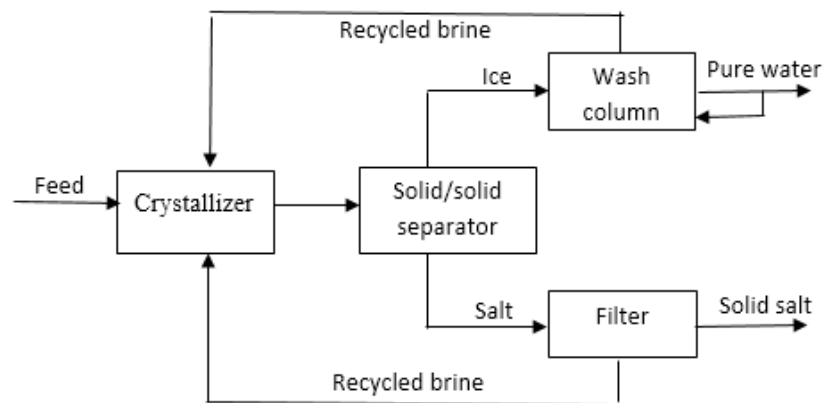 Recycled brine
Ice
Wash
column
Pure water
Feed
Crystallizer
Solid/solid
separator
Salt
Filter
Solid salt
Recycled brine